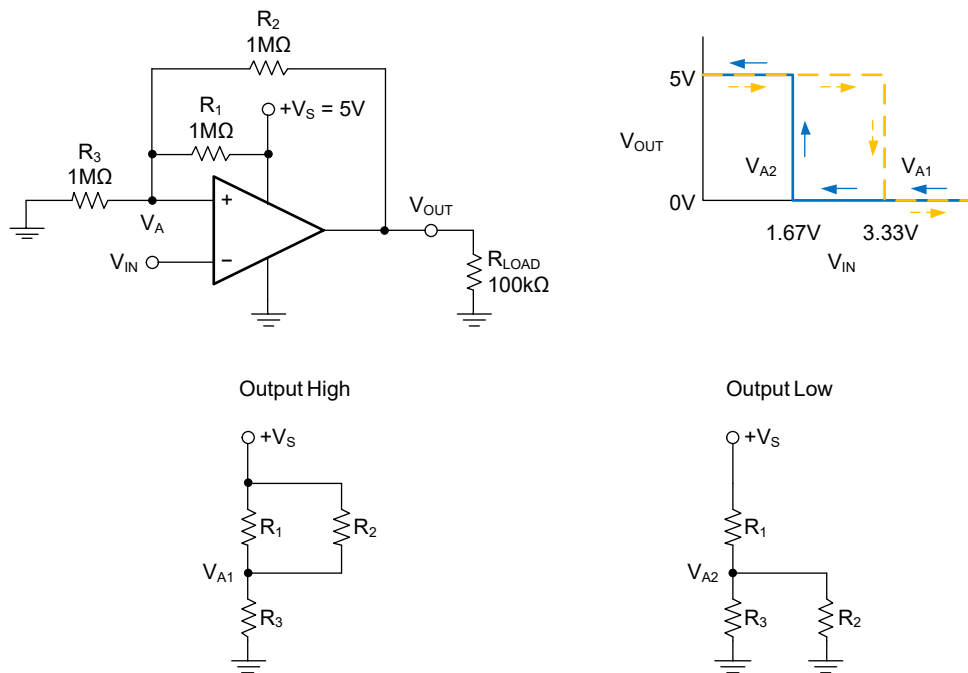 R2
1MΩ
+VS = 5V
R1
1MΩ
R3
1MΩ
+
VA
VIN
−
VOUT
RLOAD
100kΩ
5V
VOUT
VA2
VA1
0V
1.67V
3.33V
VIN
Output High
+VS
R1
R2
VA1
R3
Output Low
+VS
R1
VA2
R3
R2